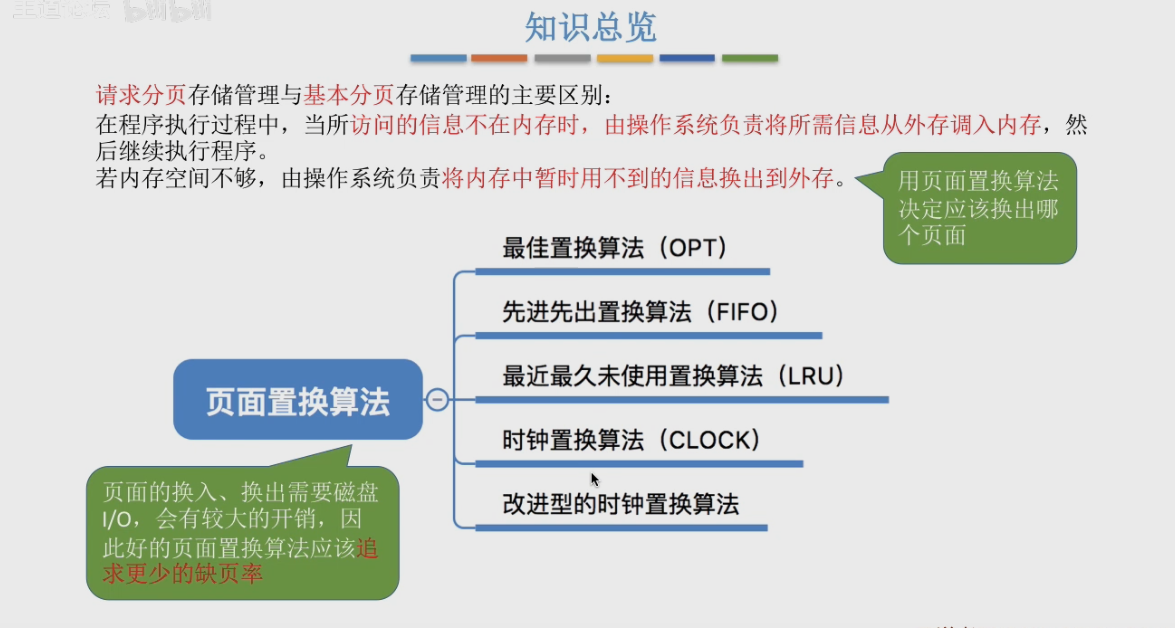 知识总览
请求分页存储管理与基本分页存储管理的主要区别：
在程序执行过程中，当所访问的信息不在内存时，由操作系统负责将所需信息从外存调入内存，然
后继续执行程序。
若内存空间不够，由操作系统负责将内存中暂时用不到的信息换出到外存。
用页面置换算法
决定应该换出哪
个页面
最佳置换算法（OPT）
先进先出置换算法（FIFO）
最近最久未使用置换算法（LRU）
页面置换算法
时钟置换算法（CLOCK）
改进型的时钟置换算法
页面的换入、换出需要磁盘
I/O，会有较大的开销，因
此好的页面置换算法应该追
求更少的缺页率